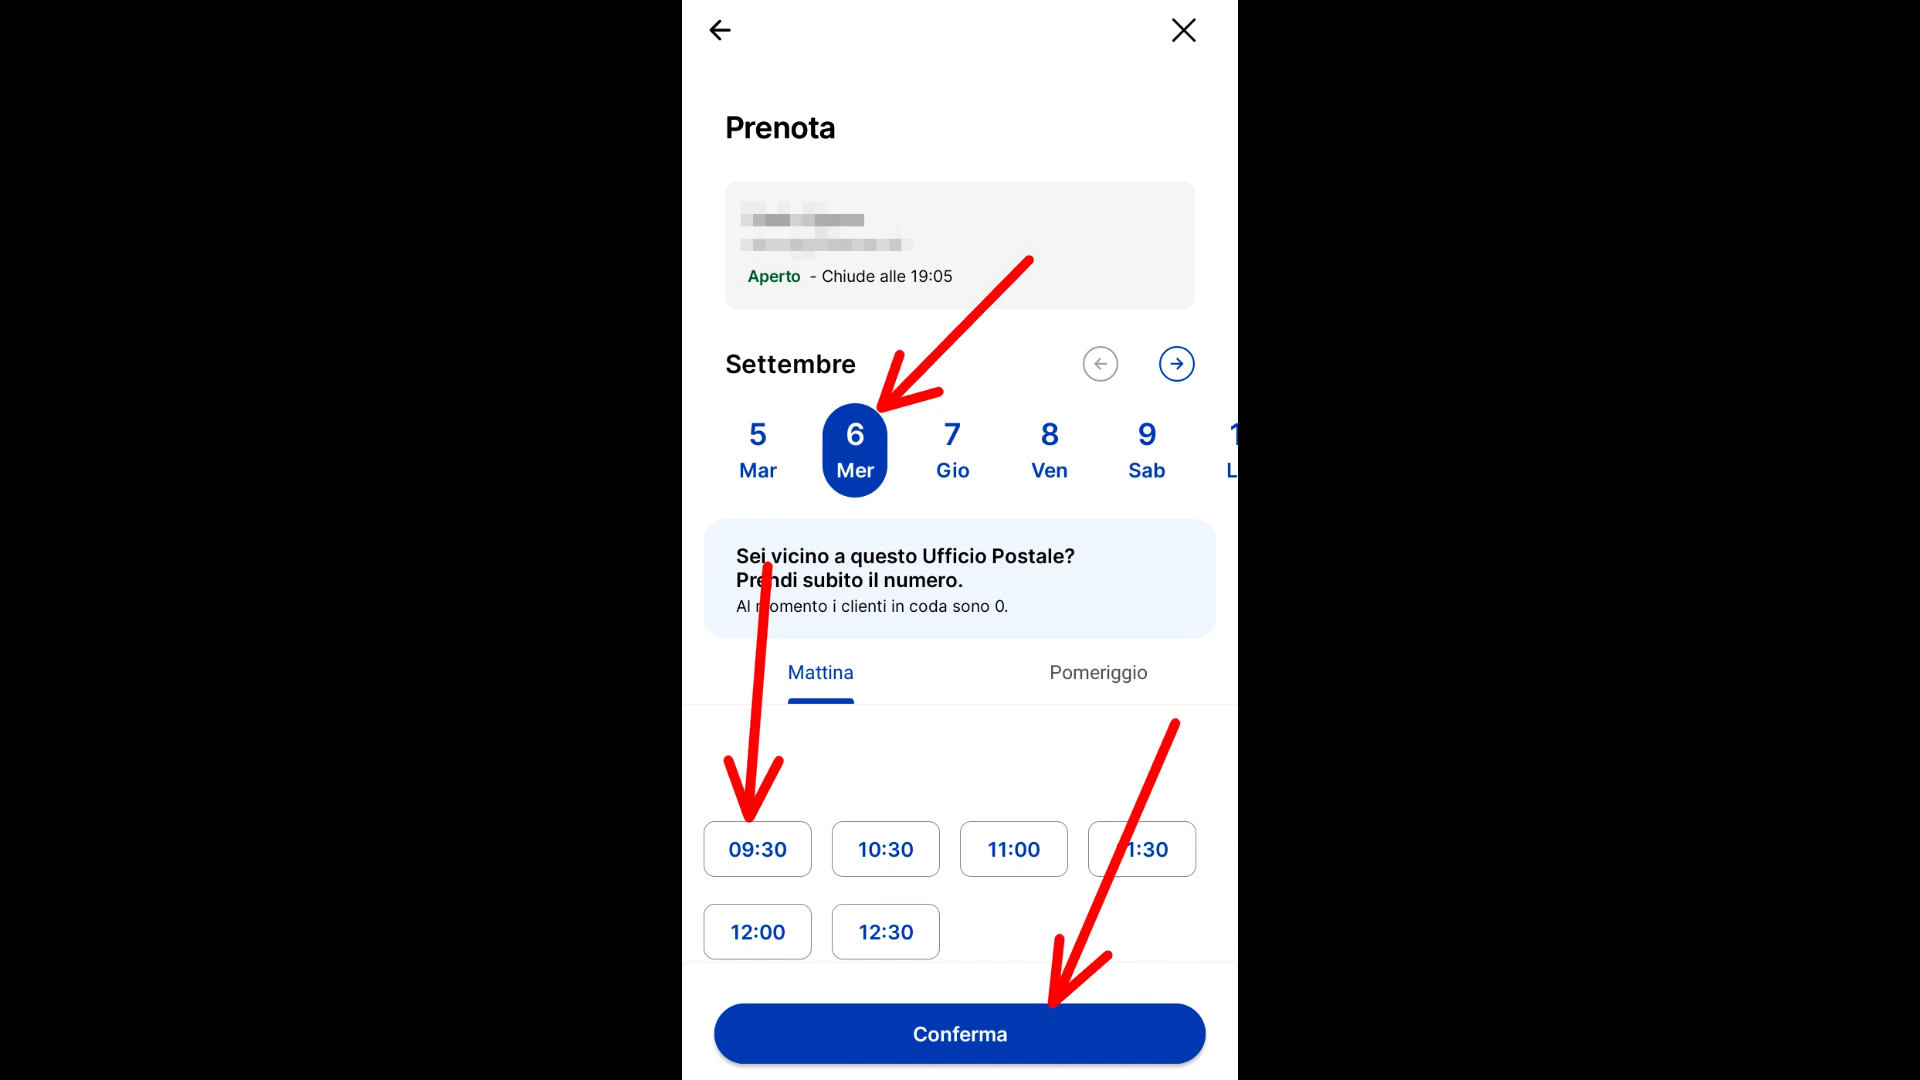 Prenota
Aperto - Chiude alle 19:05
Settembre
5 6 7 8 9 1
Mar Mer Gio Ven Sab L
Sei vicino a questo Ufficio Postale?
Prendi subito il numero.
Al momento i clienti in coda sono 0.
Mattina Pomeriggio
09:30 10:30 11:00 11:30
12:00 12:30
Conferma